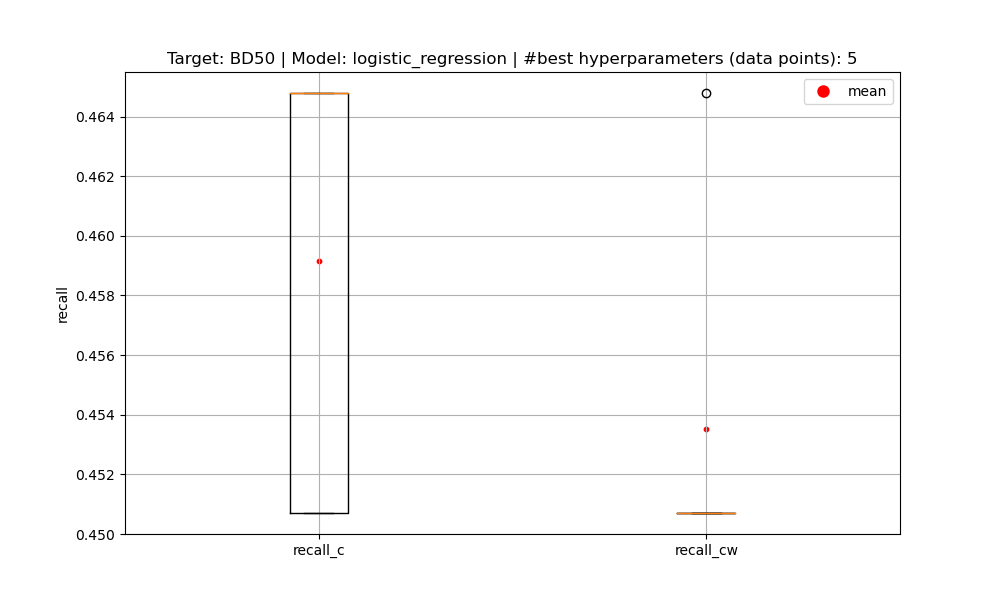 Target: BD50 | Model: logistic_regression | #best hyperparameters (data points): 5
mean
0.464
0.462
0.460
0.458
0.456
0.454
0.452
0.450
recall
recall_c
recall_cw